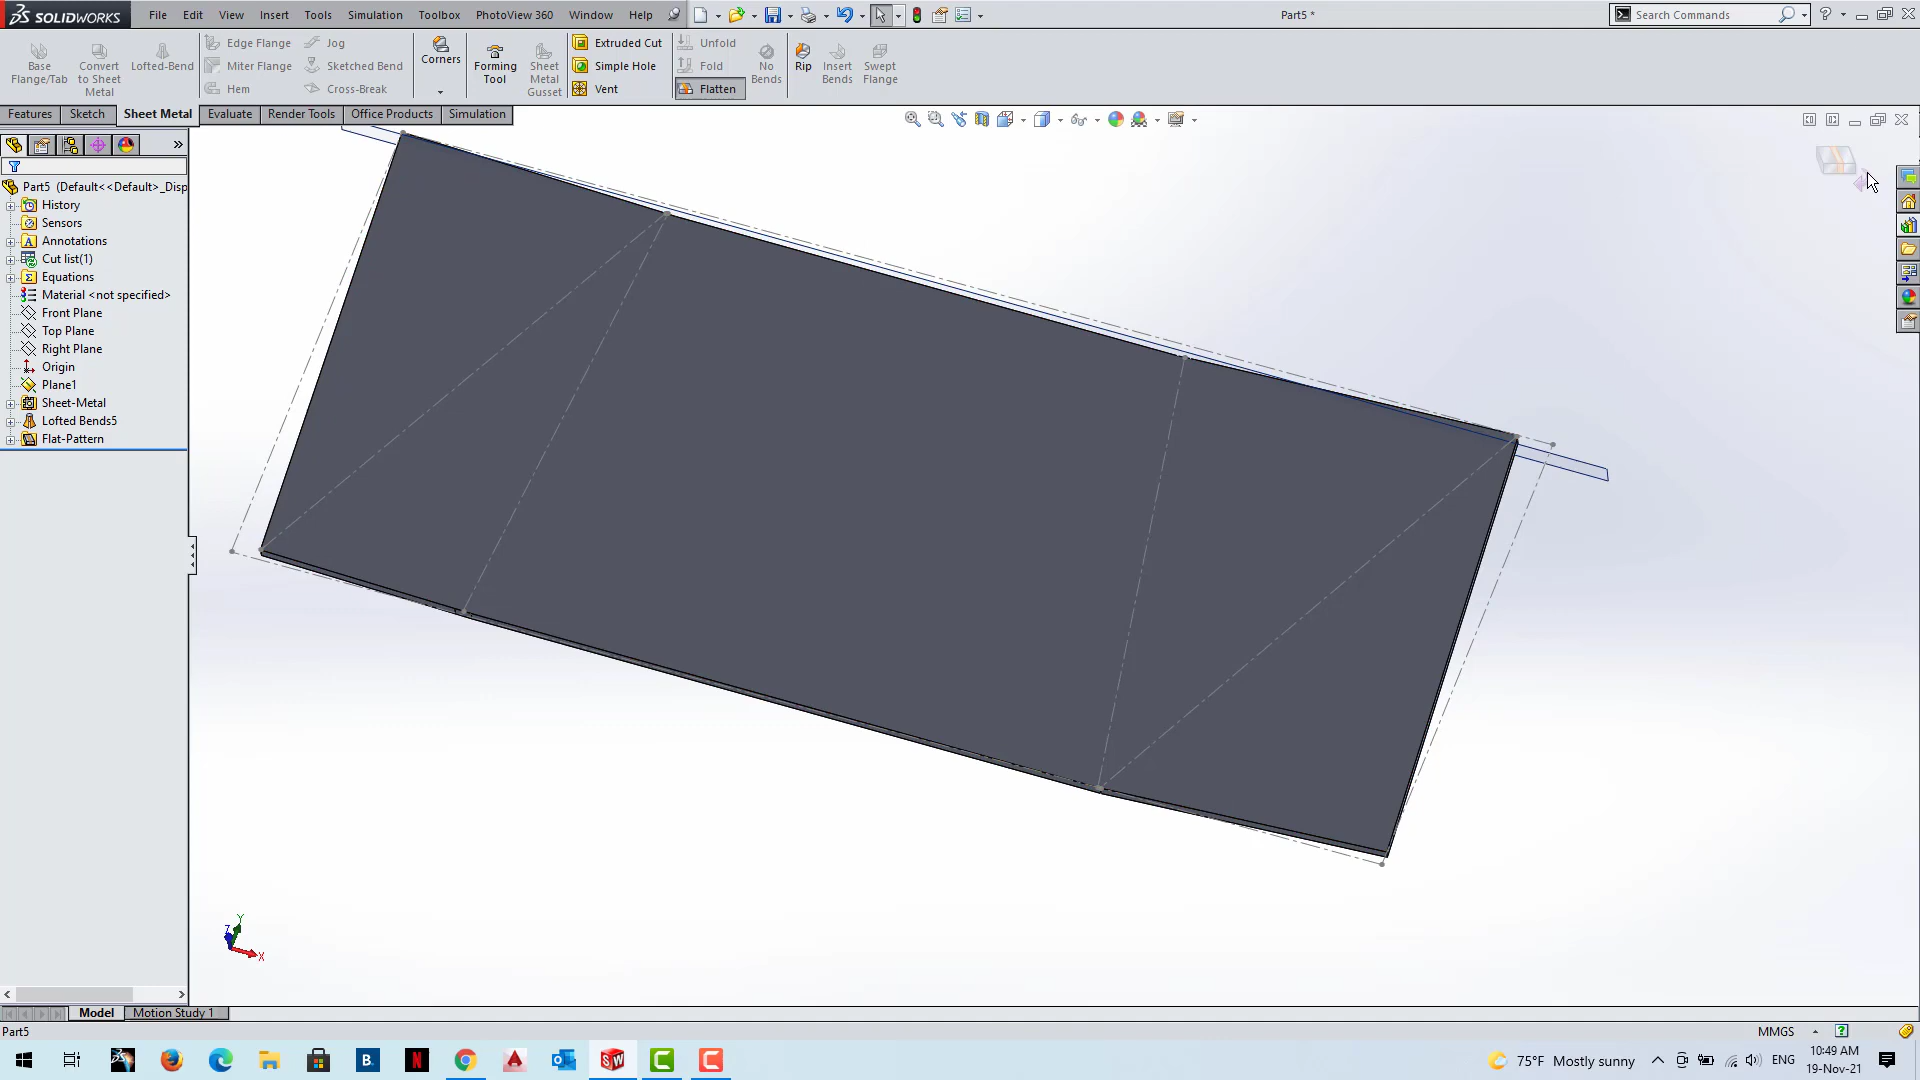 SOLIDWORKS File Edit View Insert Tools Simulation Toolbox PhotoView 360 Window Help Part5 * Search Commands
Base Flange/Tab
Convert to Sheet Metal
Lofted-Bend
Edge Flange
Miter Flange
Hem
Jog
Sketched Bend
Cross-Break
Corners
Forming Tool
Sheet Metal Gusset
Extruded Cut
Simple Hole
Vent
Unfold
Fold
Flatten
No Bends
Rip
Insert Bends
Swept Flange
Features Sketch Sheet Metal Evaluate Render Tools Office Products Simulation
Part5 (Default<<Default>_Disp
History
Sensors
Annotations
Cut list(1)
Equations
Material <not specified>
Front Plane
Top Plane
Right Plane
Origin
Plane1
Sheet-Metal
Lofted Bends5
Flat-Pattern
Y
Z
X
Model Motion Study 1
Part5 MMGS
75°F Mostly sunny ENG 10:49 AM
19-Nov-21